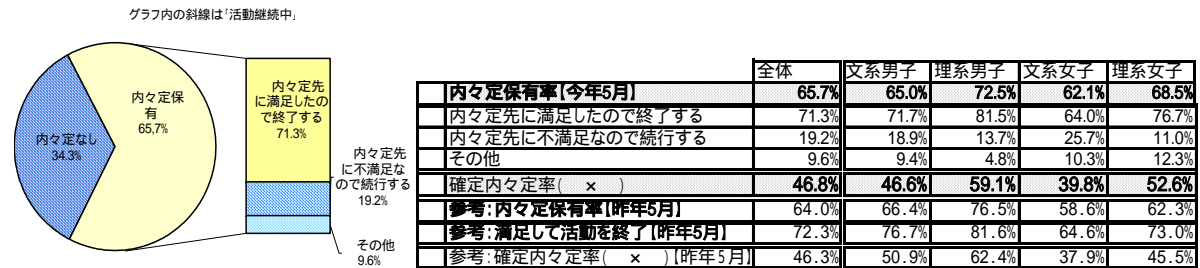 グラフ内の斜線は「活動継続中」
内々定保
有
65.7%
内々定なし
34.3%
内々定先
に満足したの
で終了する
71.3%
内々定先
に不満足な
ので続行する
19.2%
その他
9.6%
全体 文系男子 理系男子 文系女子 理系女子
内々定保有率【今年5月】 65.7% 65.0% 72.5% 62.1% 68.5%
内々定先に満足したので終了する 71.3% 71.7% 81.5% 64.0% 76.7%
内々定先に不満足なので続行する 19.2% 18.9% 13.7% 25.7% 11.0%
その他 9.6% 9.4% 4.8% 10.3% 12.3%
確定内々定率( × ) 46.8% 46.6% 59.1% 39.8% 52.6%
参考:内々定保有率【昨年5月】 64.0% 66.4% 76.5% 58.6% 62.3%
参考:満足して活動を終了【昨年5月】 72.3% 76.7% 81.6% 64.6% 73.0%
参考:確定内々定率( × )【昨年5月】 46.3% 50.9% 62.4% 37.9% 45.5%